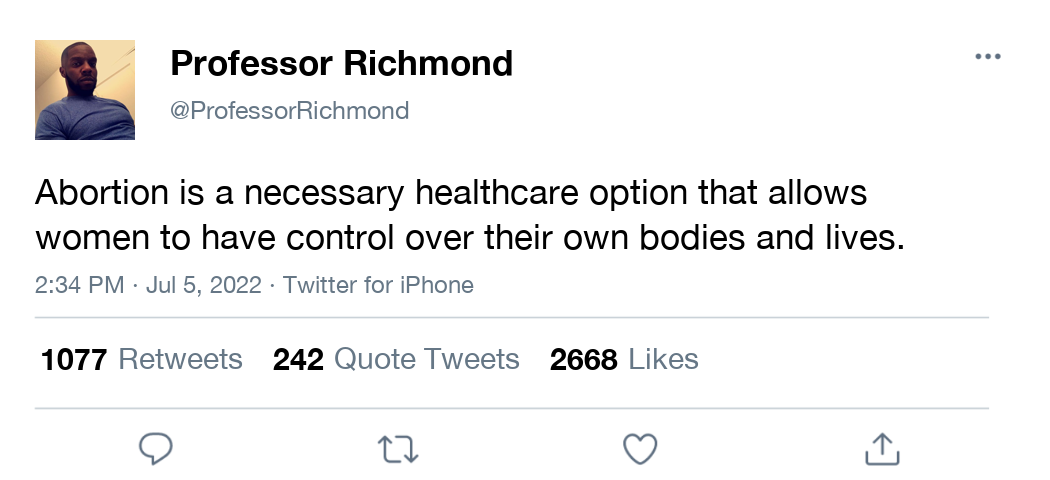 Professor Richmond
@ProfessorRichmond
Abortion is a necessary healthcare option that allows
women to have control over their own bodies and lives.
2:34 PM · Jul 5, 2022 · Twitter for iPhone
1077 Retweets 242 Quote Tweets 2668 Likes